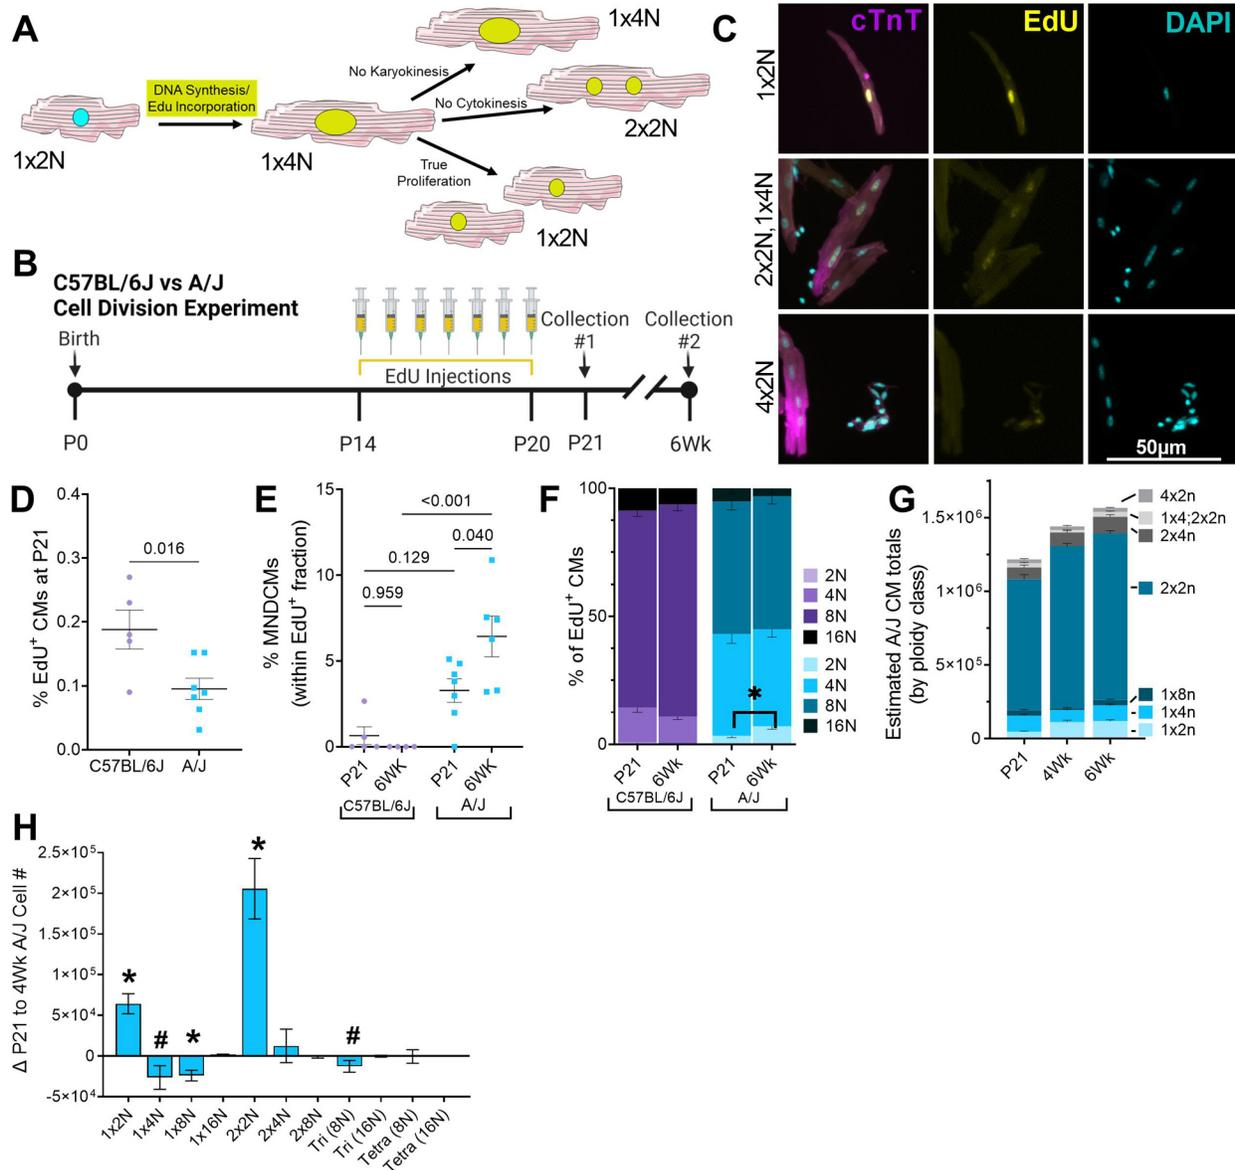 A
1x2N
DNA Synthesis/
Edu Incorporation
1x4N
No Karyokinesis
1x4N
No Cytokinesis
2x2N
True
Proliferation
1x2N
B
C57BL/6J vs A/J
Cell Division Experiment
Birth
EdU Injections
Collection
#1
Collection
#2
P0
P14
P20
P21
6Wk
C
cTnT
EdU
DAPI
1x2N
2x2N,1x4N
4x2N
50µm
D
% EdU⁺ CMs at P21
0.4
0.3
0.2
0.1
0.0
0.016
C57BL/6J
A/J
E
% MNDCMs
(within EdU⁺ fraction)
15
10
5
0
<0.001
0.040
0.129
0.959
P21
6WK
P21
6WK
C57BL/6J
A/J
F
% of EdU⁺ CMs
100
50
0
*
P21
6Wk
P21
6Wk
C57BL/6J
A/J
2N
4N
8N
16N
2N
4N
8N
16N
G
Estimated A/J CM totals
(by ploidy class)
1.5×10⁶
1×10⁶
5×10⁵
0
P21
4Wk
6Wk
4x2n
1x4;2x2n
2x4n
2x2n
1x8n
1x4n
1x2n
H
Δ P21 to 4Wk A/J Cell #
2.5×10⁵
2×10⁵
1.5×10⁵
1×10⁵
5×10⁴
0
-5×10⁴
*
#
*
*
#
1x2N
1x4N
1x8N
1x16N
2x2N
2x4N
2x8N
Tri (8N)
Tri (16N)
Tetra (8N)
Tetra (16N)